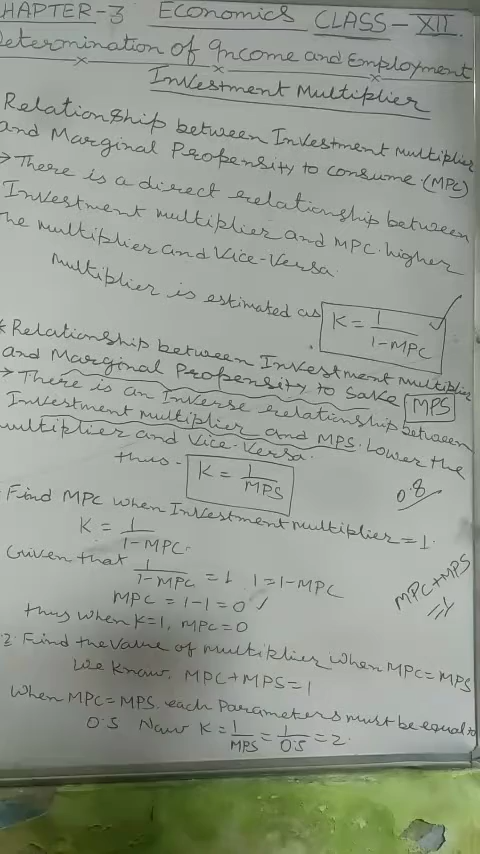 HAPTER-3 Economics CLASS-XII.
Determination of Income and Employment
Investment Multiplier
Relationship between Investment multiplier
and Marginal Propensity to consume.(MPC)
→ There is a direct relationship between
Investment multiplier and MPC. higher
the multiplier and Vice-Versa.
Multiplier is estimated as K = 1/1-MPC ✓
* Relationship between Investment Multiplier
and Marginal Propensity to Sake MPS
→ There is an Inverse relationship between
Investment multiplier and MPS. Lower the
multiplier and Vice-Versa.
thus - K = 1/MPS
0.8
Find MPC when Investment multiplier = 1.
K = 1/1-MPC.
Given that 1/1-MPC = 1 1=1-MPC
MPC = 1-1=0 ✓
MPC+MPS
=1
thus when K=1, MPC=0
2. Find the value of multiplier when MPC=MPS
We Know, MPC+MPS=1
When MPC=MPS. each Parameters must be equal to
0.5 Now K = 1/MPS = 1/0.5 = 2.